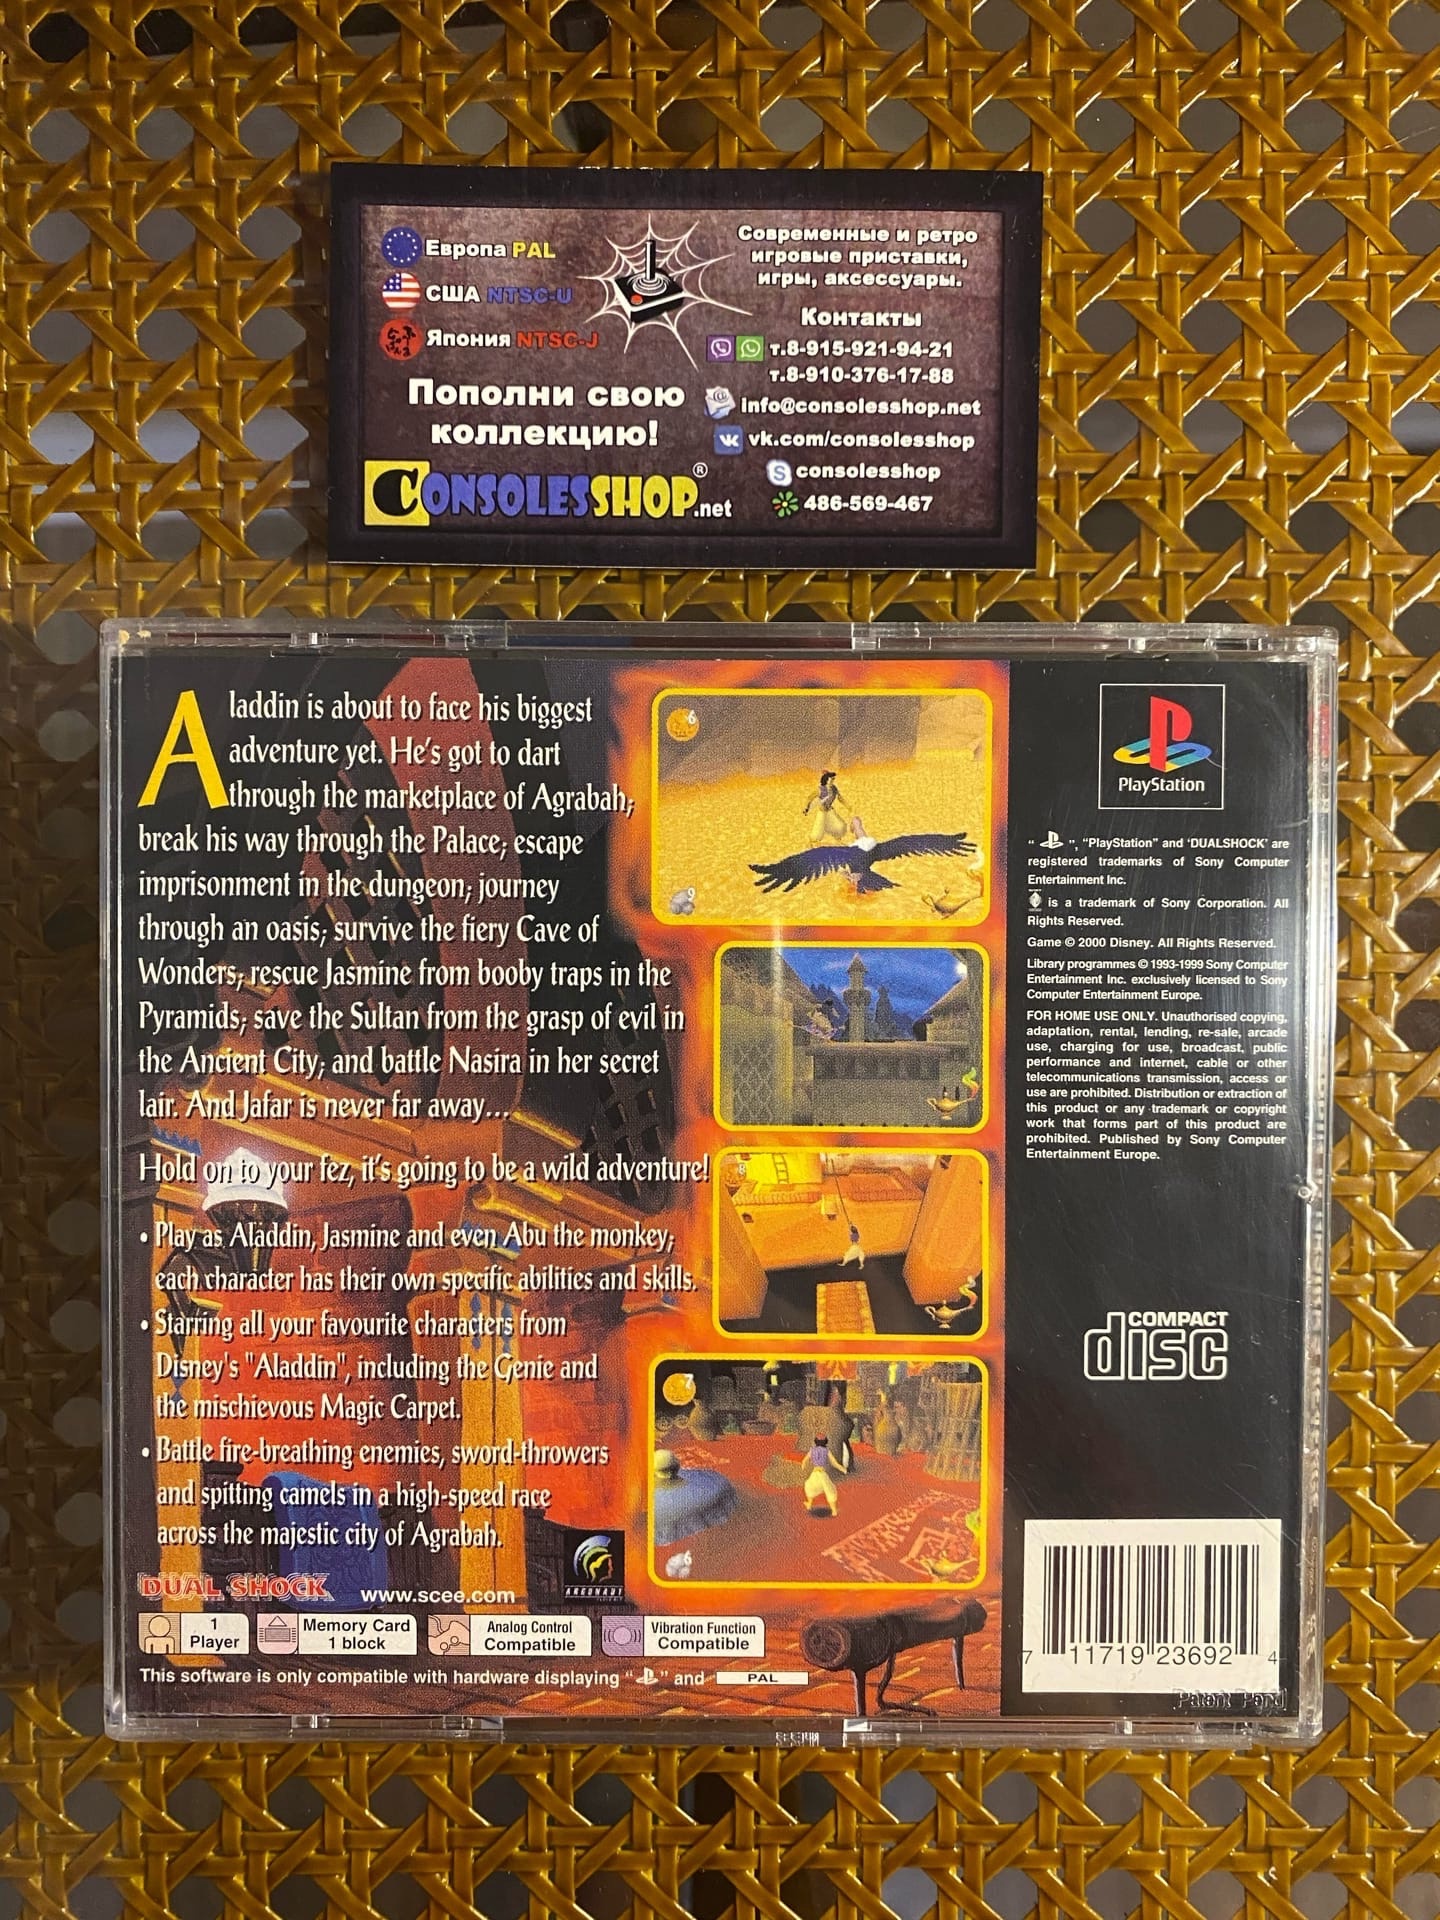 Европа PAL
США NTSC-U
Япония NTSC-J
Пополни свою
коллекцию!
CONSOLESSHOP.net
®
Современные и ретро
игровые приставки,
игры, аксессуары.
Контакты
т.8-915-921-94-21
т.8-910-376-17-88
info@consolesshop.net
vk.com/consolesshop
consolesshop
486-569-467
Aladdin is about to face his biggest
adventure yet. He's got to dart
through the marketplace of Agrabah;
break his way through the Palace; escape
imprisonment in the dungeon; journey
through an oasis; survive the fiery Cave of
Wonders; rescue Jasmine from booby traps in the
Pyramids; save the Sultan from the grasp of evil in
the Ancient City; and battle Nasira in her secret
lair. And Jafar is never far away...
Hold on to your fez, it's going to be a wild adventure!
• Play as Aladdin, Jasmine and even Abu the monkey;
each character has their own specific abilities and skills.
• Starring all your favourite characters from
Disney's "Aladdin", including the Genie and
the mischievous Magic Carpet.
• Battle fire-breathing enemies, sword-throwers
and spitting camels in a high-speed race
across the majestic city of Agrabah.
DUAL SHOCK
www.scee.com
ARGONAUT
1
Player
Memory Card
1 block
Analog Control
Compatible
Vibration Function
Compatible
This software is only compatible with hardware displaying " " and PAL
6
9
8
7
6
PlayStation
" ", "PlayStation" and 'DUALSHOCK' are
registered trademarks of Sony Computer
Entertainment Inc.
is a trademark of Sony Corporation. All
Rights Reserved.
Game © 2000 Disney. All Rights Reserved.
Library programmes © 1993-1999 Sony Computer
Entertainment Inc. exclusively licensed to Sony
Computer Entertainment Europe.
FOR HOME USE ONLY. Unauthorised copying,
adaptation, rental, lending, re-sale, arcade
use, charging for use, broadcast, public
performance and internet, cable or other
telecommunications transmission, access or
use are prohibited. Distribution or extraction of
this product or any trademark or copyright
work that forms part of this product are
prohibited. Published by Sony Computer
Entertainment Europe.
COMPACT
disc
7 11719 23692 4
Patent Pend